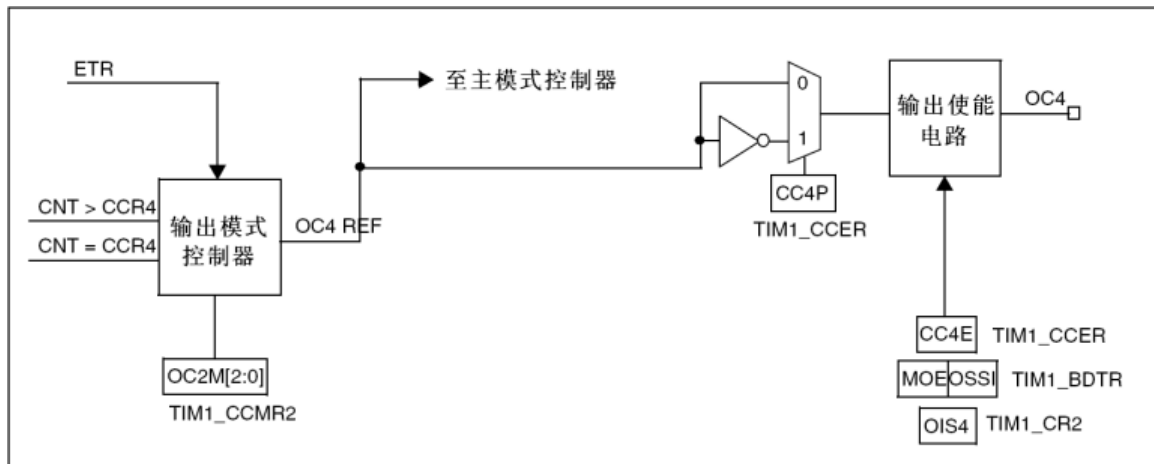 ETR
至主模式控制器
0
1
输出使能
电路
OC4
CC4P
TIM1_CCER
CNT > CCR4
CNT = CCR4
输出模式
控制器
OC4 REF
OC2M[2:0]
TIM1_CCMR2
CC4E TIM1_CCER
MOE OSSI TIM1_BDTR
OIS4 TIM1_CR2